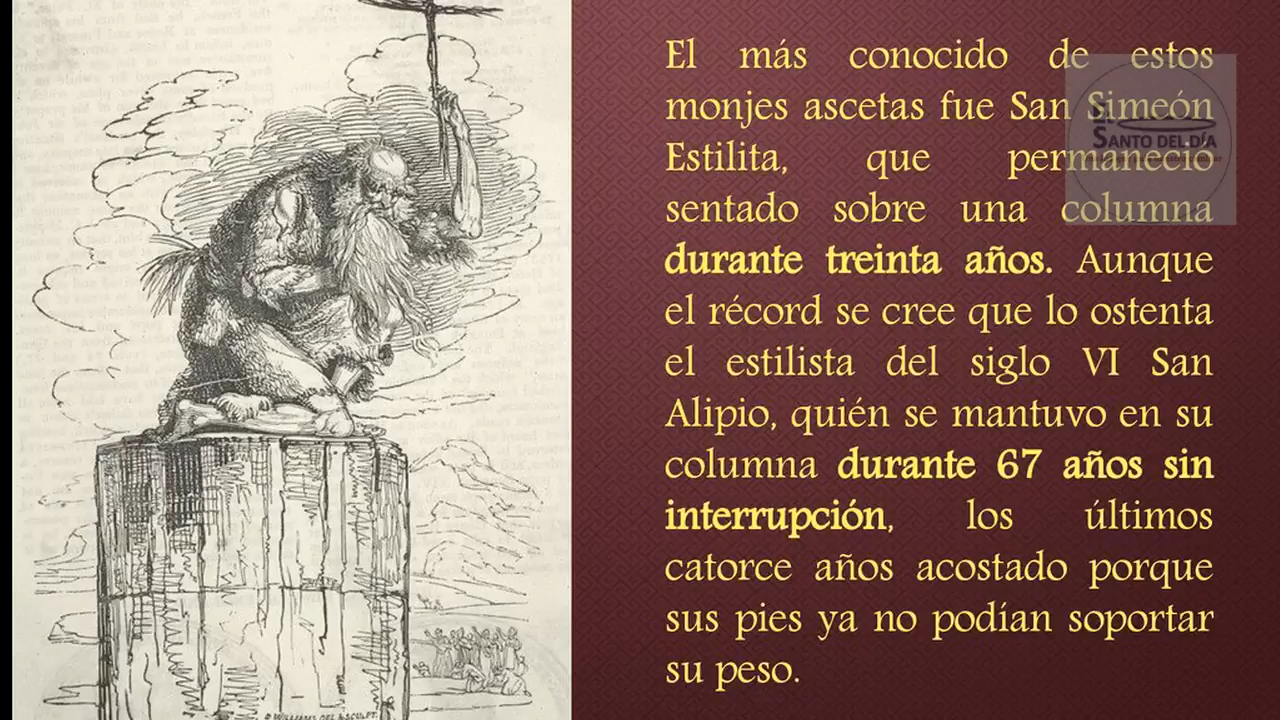 El más conocido de estos
monjes ascetas fue San Simeón
Estilita, que permaneció
sentado sobre una columna
durante treinta años. Aunque
el récord se cree que lo ostenta
el estilista del siglo VI San
Alipio, quién se mantuvo en su
columna durante 67 años sin
interrupción, los últimos
catorce años acostado porque
sus pies ya no podían soportar
su peso.
SANTO DEL DÍA
WILLIAMS DEL & SCULPT.